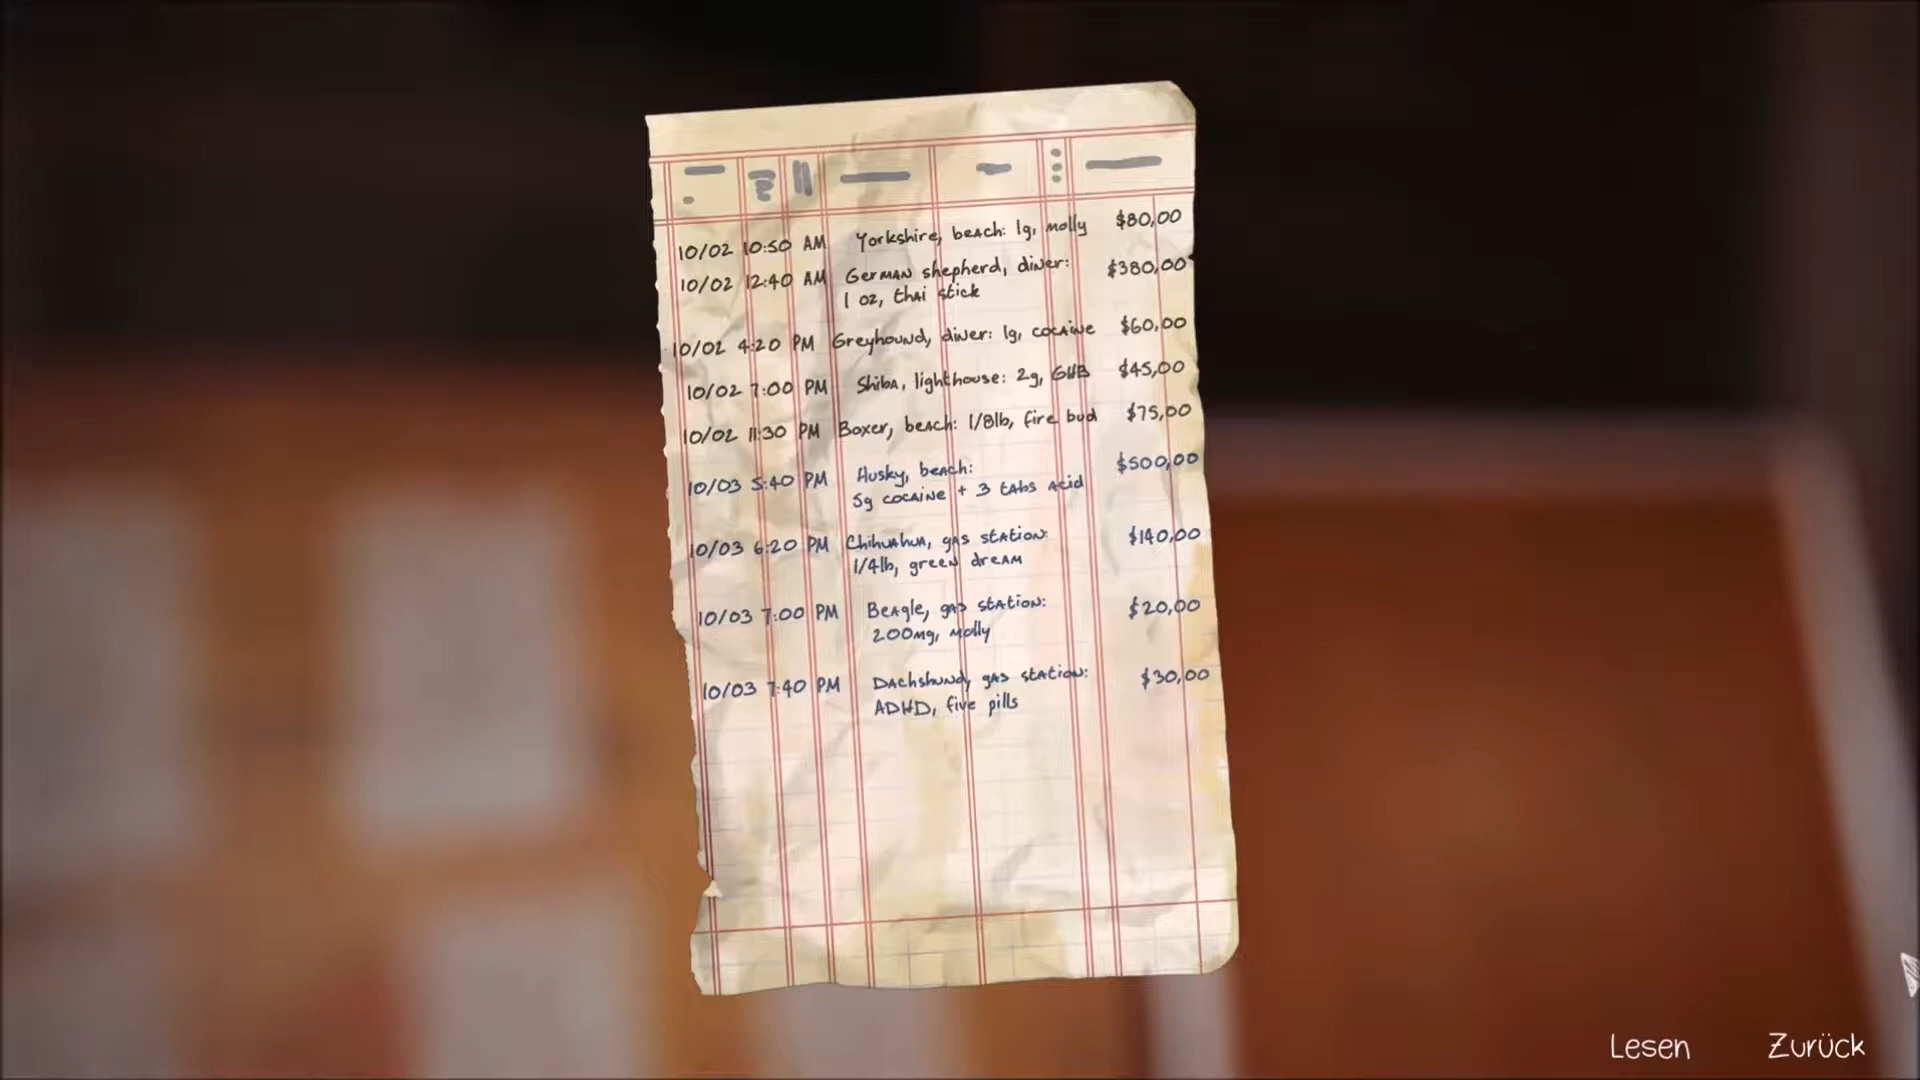 10/02 10:50 AM Yorkshire, beach: 1g, molly $80,00
10/02 12:40 AM German shepherd, diner: $380,00
1 oz, thai stick
10/02 4:20 PM Greyhound, diner: 1g, cocaine $60,00
10/02 7:00 PM Shiba, lighthouse: 2g, GHB $45,00
10/02 11:30 PM Boxer, beach: 1/8lb, fire bud $75,00
10/03 5:40 PM Husky, beach: $500,00
5g cocaine + 3 tabs acid
10/03 6:20 PM Chihuahua, gas station: $140,00
1/4lb, green dream
10/03 7:00 PM Beagle, gas station: $20,00
200mg, molly
10/03 7:40 PM Dachshund, gas station: $30,00
ADHD, five pills
Lesen Zurück